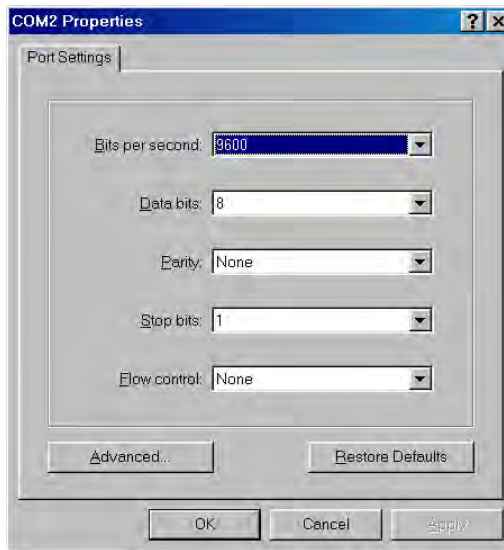 COM2 Properties
Port Settings
Bits per second: 9600
Data bits: 8
Parity: None
Stop bits: 1
Flow control: None
Advanced... Restore Defaults
OK Cancel Apply